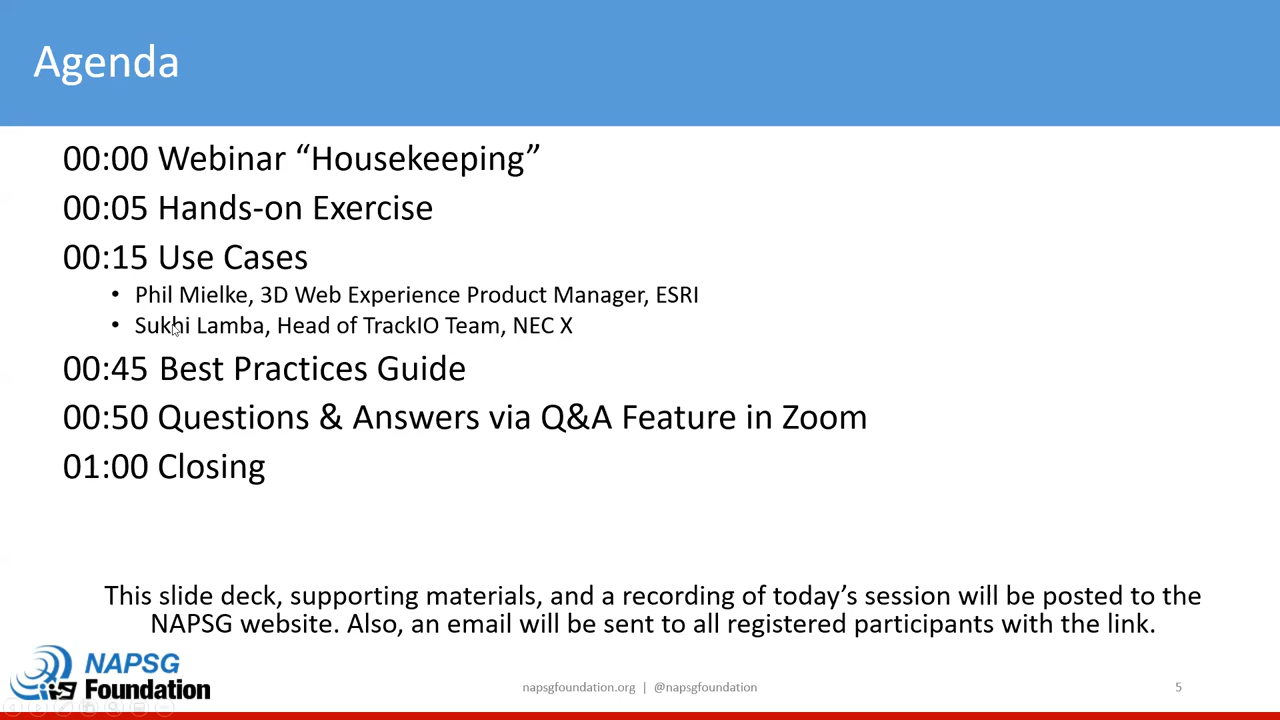 Agenda
00:00 Webinar “Housekeeping”
00:05 Hands-on Exercise
00:15 Use Cases
• Phil Mielke, 3D Web Experience Product Manager, ESRI
• Sukhi Lamba, Head of TrackIO Team, NEC X
00:45 Best Practices Guide
00:50 Questions & Answers via Q&A Feature in Zoom
01:00 Closing
This slide deck, supporting materials, and a recording of today’s session will be posted to the
NAPSG website. Also, an email will be sent to all registered participants with the link.
NAPSG
Foundation
napsgfoundation.org | @napsgfoundation
5